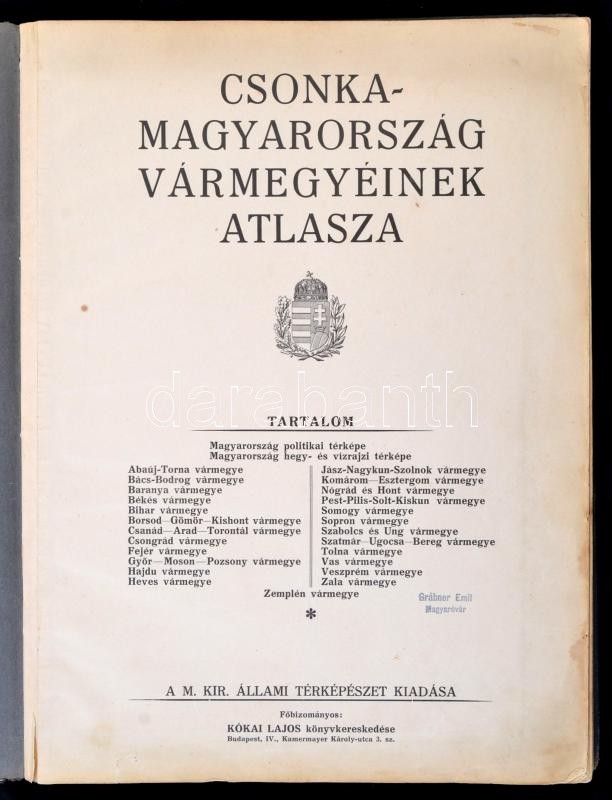 CSONKA-
MAGYARORSZÁG
VÁRMEGYÉINEK
ATLASZA
darabanth
TARTALOM
Magyarország politikai térképe
Magyarország hegy- és vízrajzi térképe
Abaúj-Torna vármegye
Bács-Bodrog vármegye
Baranya vármegye
Békés vármegye
Bihar vármegye
Borsod—Gömör—Kishont vármegye
Csanád—Arad—Torontál vármegye
Csongrád vármegye
Fejér vármegye
Győr—Moson—Pozsony vármegye
Hajdu vármegye
Heves vármegye
Jász-Nagykun-Szolnok vármegye
Komárom—Esztergom vármegye
Nógrád és Hont vármegye
Pest-Pilis-Solt-Kiskun vármegye
Somogy vármegye
Sopron vármegye
Szabolcs és Ung vármegye
Szatmár—Ugocsa—Bereg vármegye
Tolna vármegye
Vas vármegye
Veszprém vármegye
Zala vármegye
Zemplén vármegye
*
Grábner Emil
Magyaróvár
A M. KIR. ÁLLAMI TÉRKÉPÉSZET KIADÁSA
Főbizományos:
KÓKAI LAJOS könyvkereskedése
Budapest, IV., Kamermayer Károly-utca 3. sz.